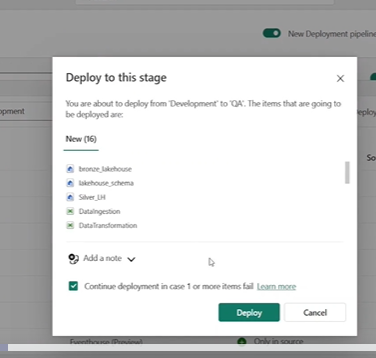 New Deployment pipeline
Deploy to this stage
You are about to deploy from 'Development' to 'QA'. The items that are going to
be deployed are:
New (16)
bronze_lakehouse
lakehouse_schema
Silver_LH
DataIngestion
DataTransformation
Add a note
Continue deployment in case 1 or more items fail Learn more
Deploy Cancel
Eventhouse (Preview) Only in source